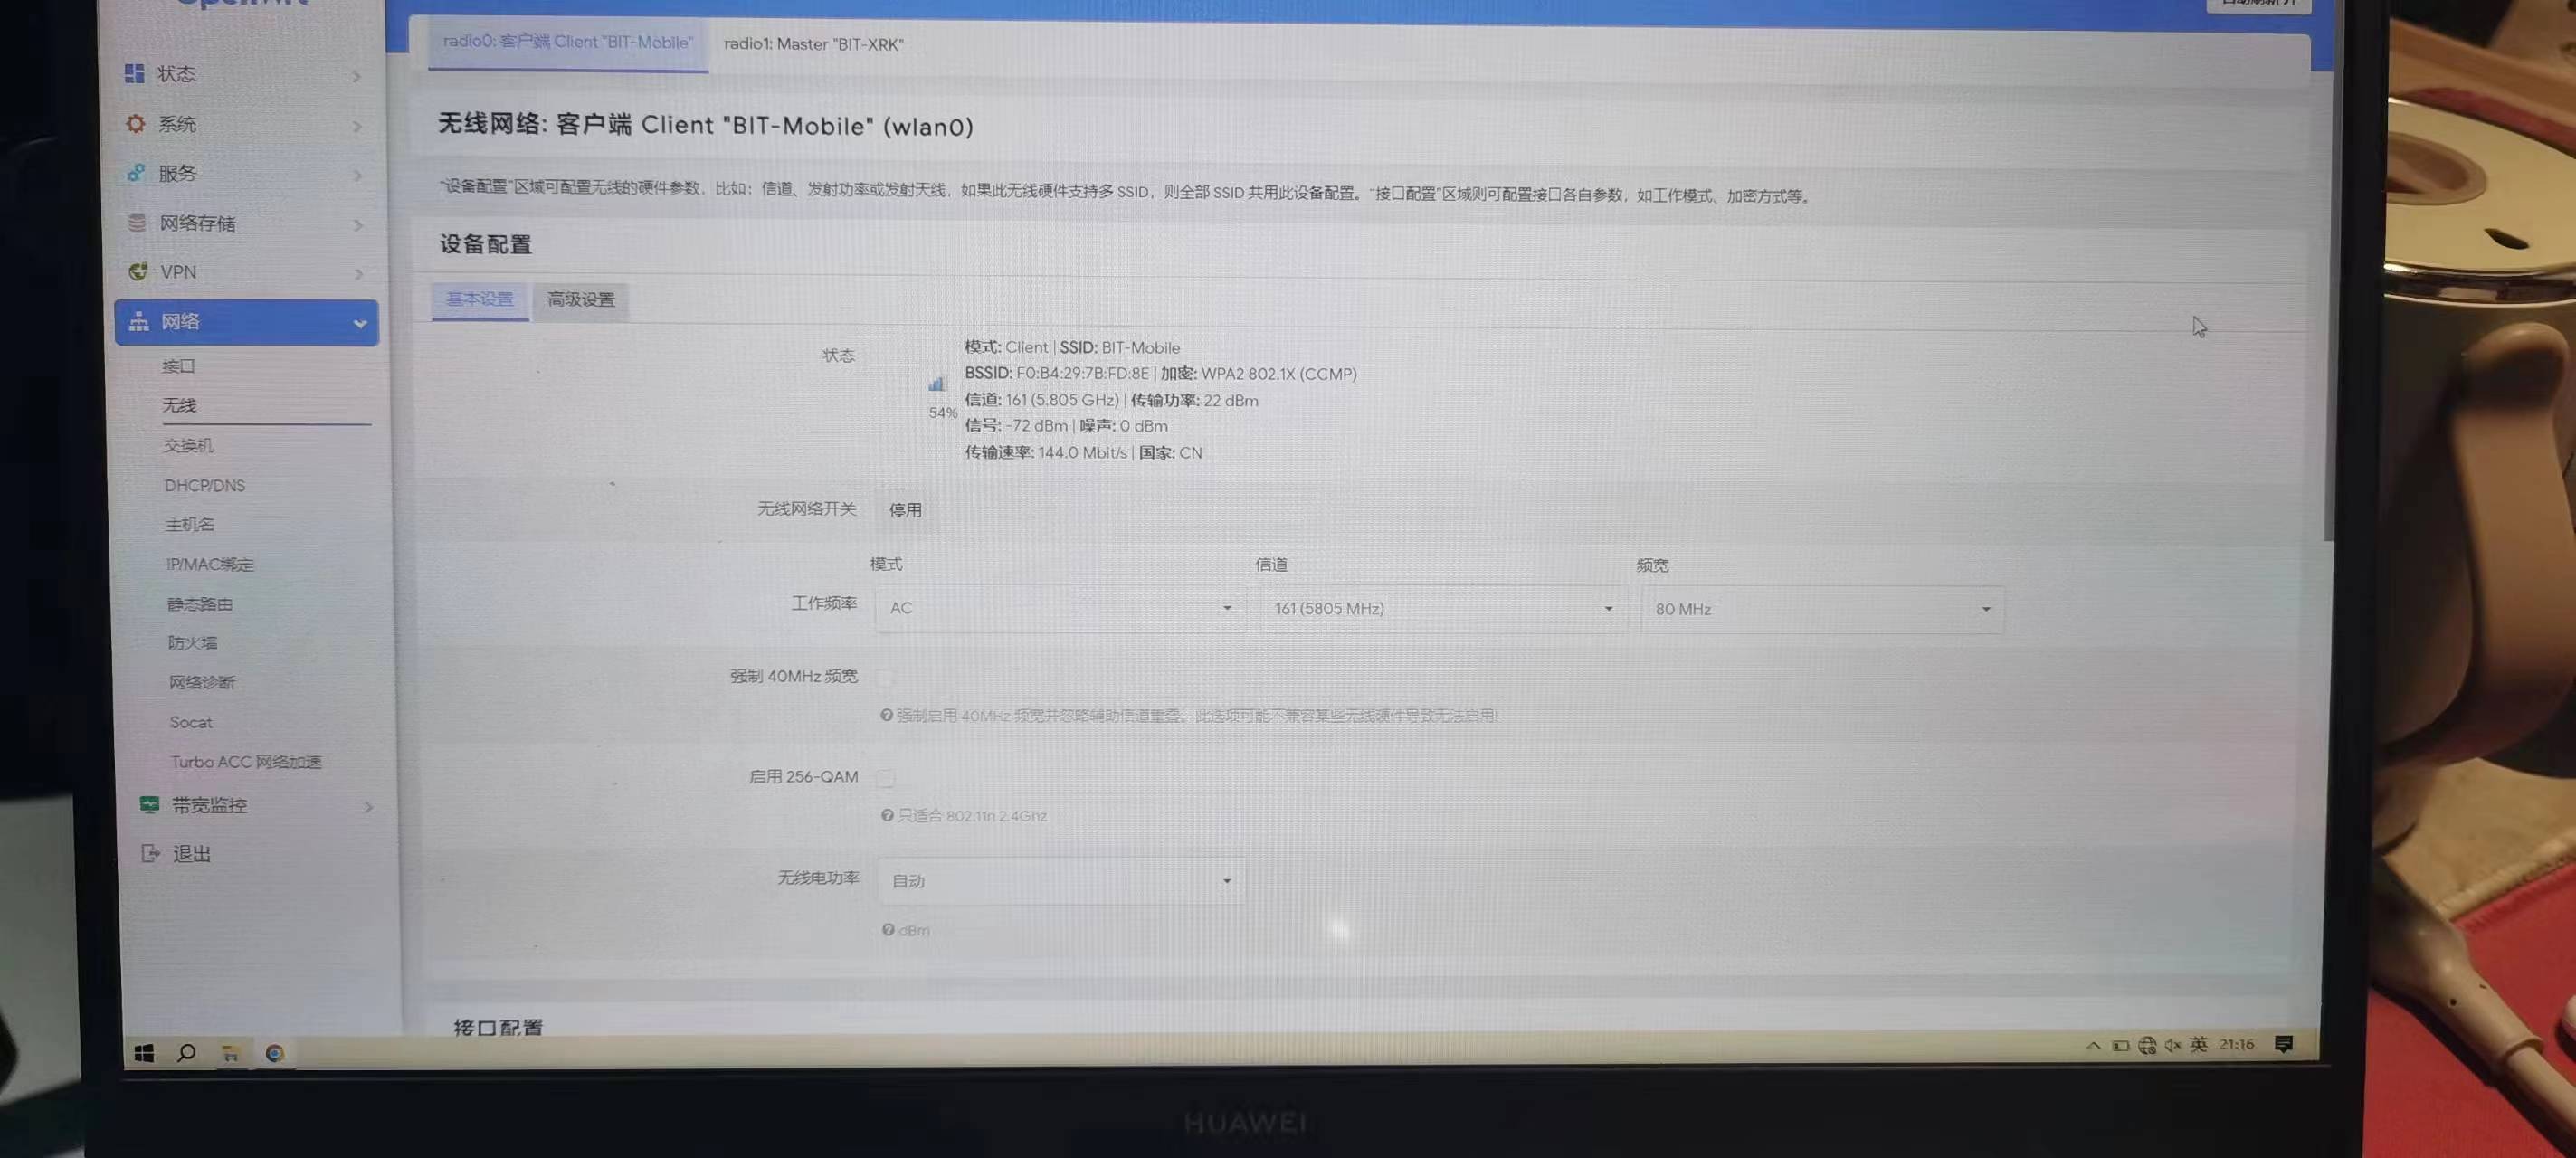 OpenWrt
状态
系统
服务
网络存储
VPN
网络
接口
无线
交换机
DHCP/DNS
主机名
IP/MAC绑定
静态路由
防火墙
网络诊断
Socat
Turbo ACC 网络加速
带宽监控
退出
radio0: 客户端 Client "BIT-Mobile"
radio1: Master "BIT-XRK"
无线网络: 客户端 Client "BIT-Mobile" (wlan0)
"设备配置"区域可配置无线的硬件参数，比如：信道、发射功率或发射天线，如果此无线硬件支持多 SSID，则全部 SSID 共用此设备配置。"接口配置"区域则可配置接口各自参数，如工作模式、加密方式等。
设备配置
基本设置
高级设置
状态
54%
模式: Client | SSID: BIT-Mobile
BSSID: F0:B4:29:7B:FD:8E | 加密: WPA2 802.1X (CCMP)
信道: 161 (5.805 GHz) | 传输功率: 22 dBm
信号: -72 dBm | 噪声: 0 dBm
传输速率: 144.0 Mbit/s | 国家: CN
无线网络开关
停用
模式
信道
频宽
工作频率
AC
161 (5805 MHz)
80 MHz
强制 40MHz 频宽
强制启用 40MHz 频宽并忽略辅助信道重叠。此选项可能不兼容某些无线硬件导致无法启用!
启用 256-QAM
只适合 802.11n 2.4Ghz
无线电功率
自动
dBm
接口配置
英
21:16
HUAWEI